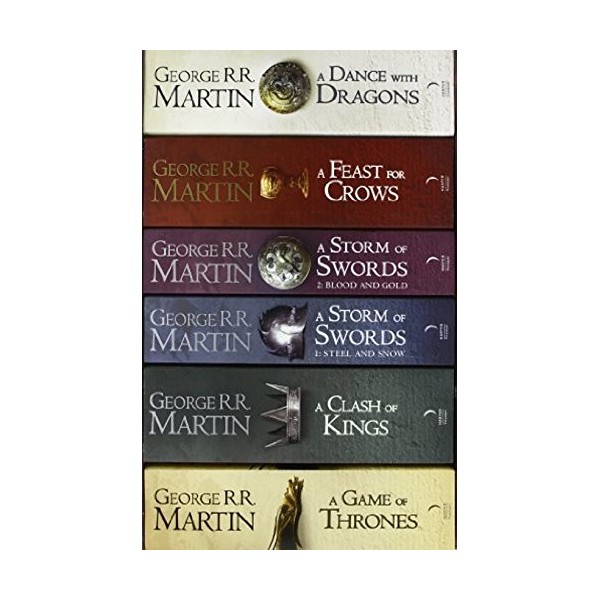 GEORGE R.R.
MARTIN
A DANCE WITH
DRAGONS
GEORGE R.R.
MARTIN
A FEAST FOR
CROWS
GEORGE R.R.
MARTIN
A STORM OF
SWORDS
2: BLOOD AND GOLD
GEORGE R.R.
MARTIN
A STORM OF
SWORDS
1: STEEL AND SNOW
GEORGE R.R.
MARTIN
A CLASH OF
KINGS
GEORGE R.R.
MARTIN
A GAME OF
THRONES